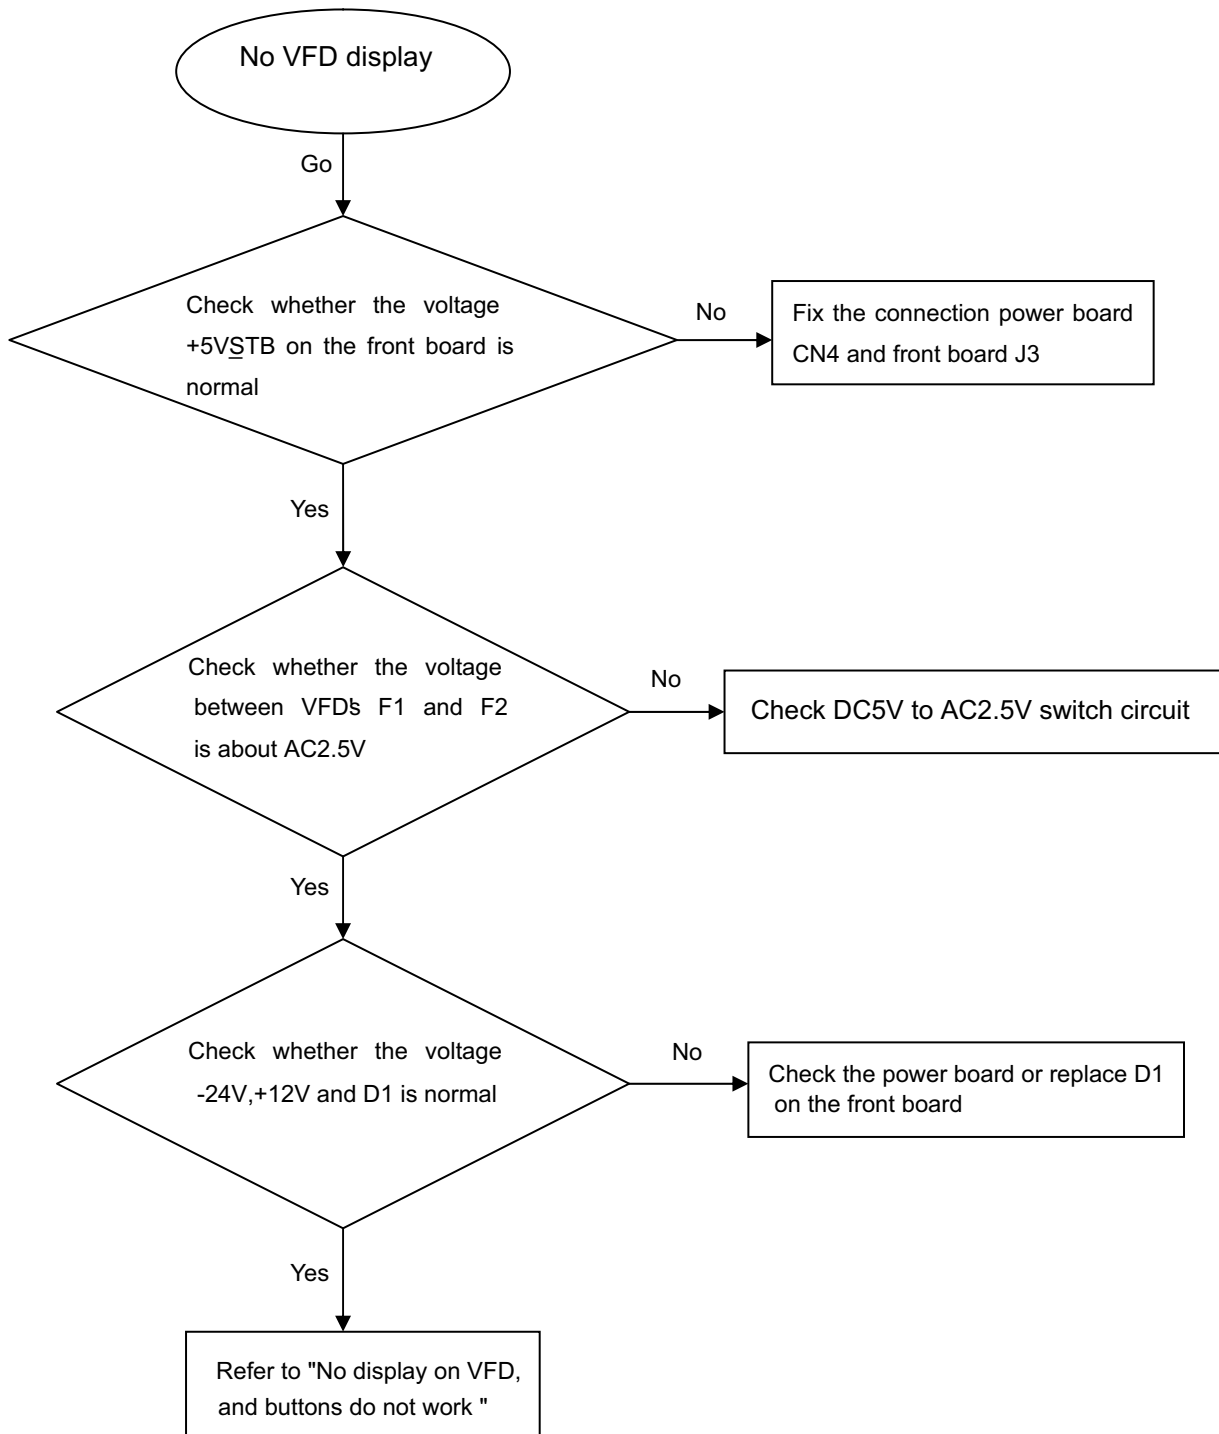 No VFD display
Go
Check whether the voltage
+5VSTB on the front board is
normal
No
Fix the connection power board
CN4 and front board J3
Yes
Check whether the voltage
between VFD's F1 and F2
is about AC2.5V
No
Check DC5V to AC2.5V switch circuit
Yes
Check whether the voltage
-24V,+12V and D1 is normal
No
Check the power board or replace D1
on the front board
Yes
Refer to "No display on VFD,
and buttons do not work "